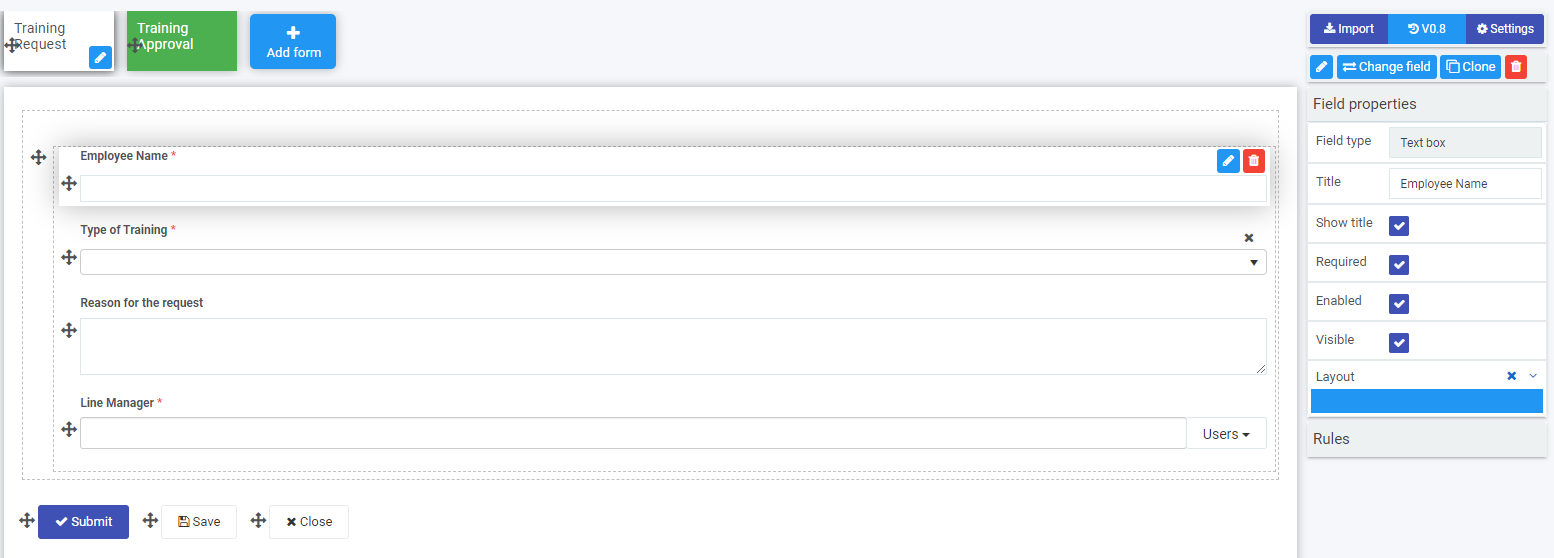 Training
Request
Training
Approval
Add form
Import
V0.8
Settings
Change field
Clone
Field properties
Field type
Text box
Title
Employee Name
Show title
Required
Enabled
Visible
Layout
Rules
Employee Name *
Type of Training *
Reason for the request
Line Manager *
Users
Submit
Save
Close